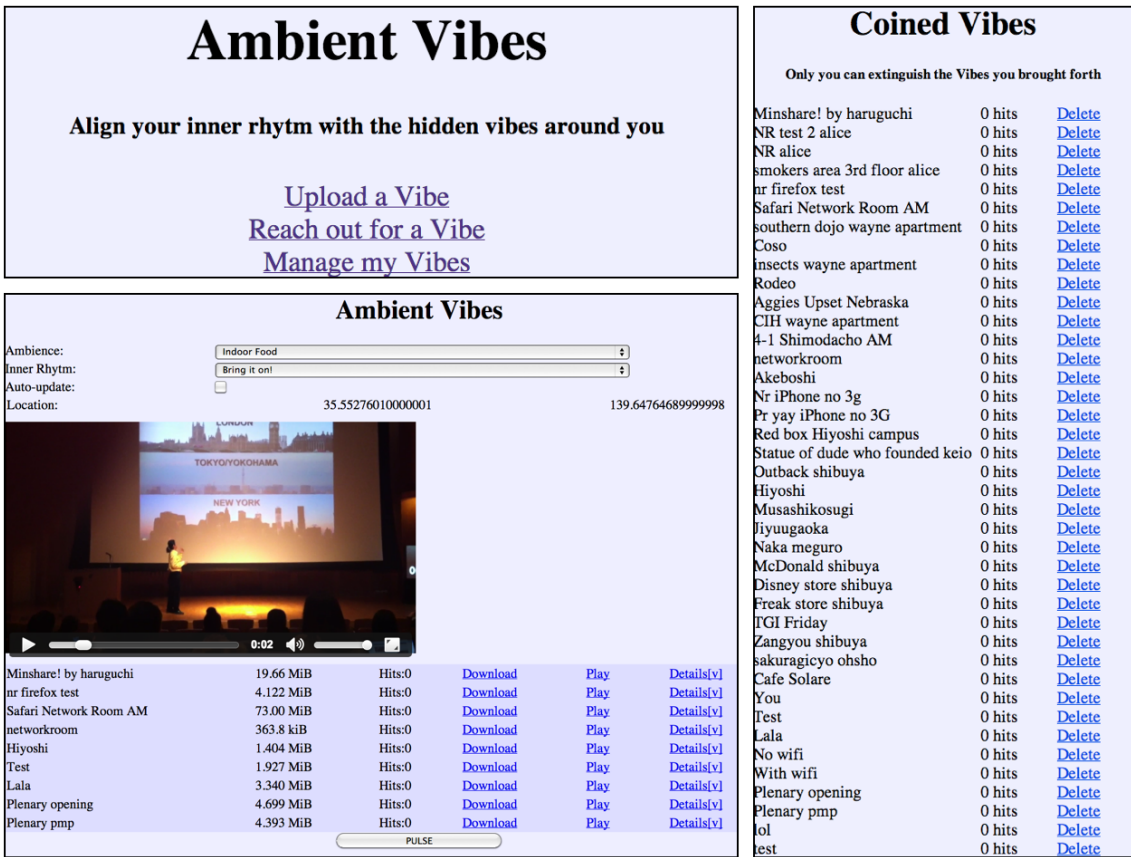 Ambient Vibes
Align your inner rhytm with the hidden vibes around you
Upload a Vibe
Reach out for a Vibe
Manage my Vibes
Ambient Vibes
Ambience: Indoor Food
Inner Rhytm: Bring it on!
Auto-update:
Location: 35.55276010000001 139.64764689999998
LONDON
TOKYO/YOKOHAMA
NEW YORK
0:02
Minshare! by haruguchi 19.66 MiB Hits:0 Download Play Details[v]
nr firefox test 4.122 MiB Hits:0 Download Play Details[v]
Safari Network Room AM 73.00 MiB Hits:0 Download Play Details[v]
networkroom 363.8 kiB Hits:0 Download Play Details[v]
Hiyoshi 1.404 MiB Hits:0 Download Play Details[v]
Test 1.927 MiB Hits:0 Download Play Details[v]
Lala 3.340 MiB Hits:0 Download Play Details[v]
Plenary opening 4.699 MiB Hits:0 Download Play Details[v]
Plenary pmp 4.393 MiB Hits:0 Download Play Details[v]
PULSE
Coined Vibes
Only you can extinguish the Vibes you brought forth
Minshare! by haruguchi 0 hits Delete
NR test 2 alice 0 hits Delete
NR alice 0 hits Delete
smokers area 3rd floor alice 0 hits Delete
nr firefox test 0 hits Delete
Safari Network Room AM 0 hits Delete
southern dojo wayne apartment 0 hits Delete
Coso 0 hits Delete
insects wayne apartment 0 hits Delete
Rodeo 0 hits Delete
Aggies Upset Nebraska 0 hits Delete
CIH wayne apartment 0 hits Delete
4-1 Shimodacho AM 0 hits Delete
networkroom 0 hits Delete
Akeboshi 0 hits Delete
Nr iPhone no 3g 0 hits Delete
Pr yay iPhone no 3G 0 hits Delete
Red box Hiyoshi campus 0 hits Delete
Statue of dude who founded keio 0 hits Delete
Outback shibuya 0 hits Delete
Hiyoshi 0 hits Delete
Musashikosugi 0 hits Delete
Jiyuugaoka 0 hits Delete
Naka meguro 0 hits Delete
McDonald shibuya 0 hits Delete
Disney store shibuya 0 hits Delete
Freak store shibuya 0 hits Delete
TGI Friday 0 hits Delete
Zangyou shibuya 0 hits Delete
sakuragicyo ohsho 0 hits Delete
Cafe Solare 0 hits Delete
You 0 hits Delete
Test 0 hits Delete
Lala 0 hits Delete
No wifi 0 hits Delete
With wifi 0 hits Delete
Plenary opening 0 hits Delete
Plenary pmp 0 hits Delete
lol 0 hits Delete
test 0 hits Delete